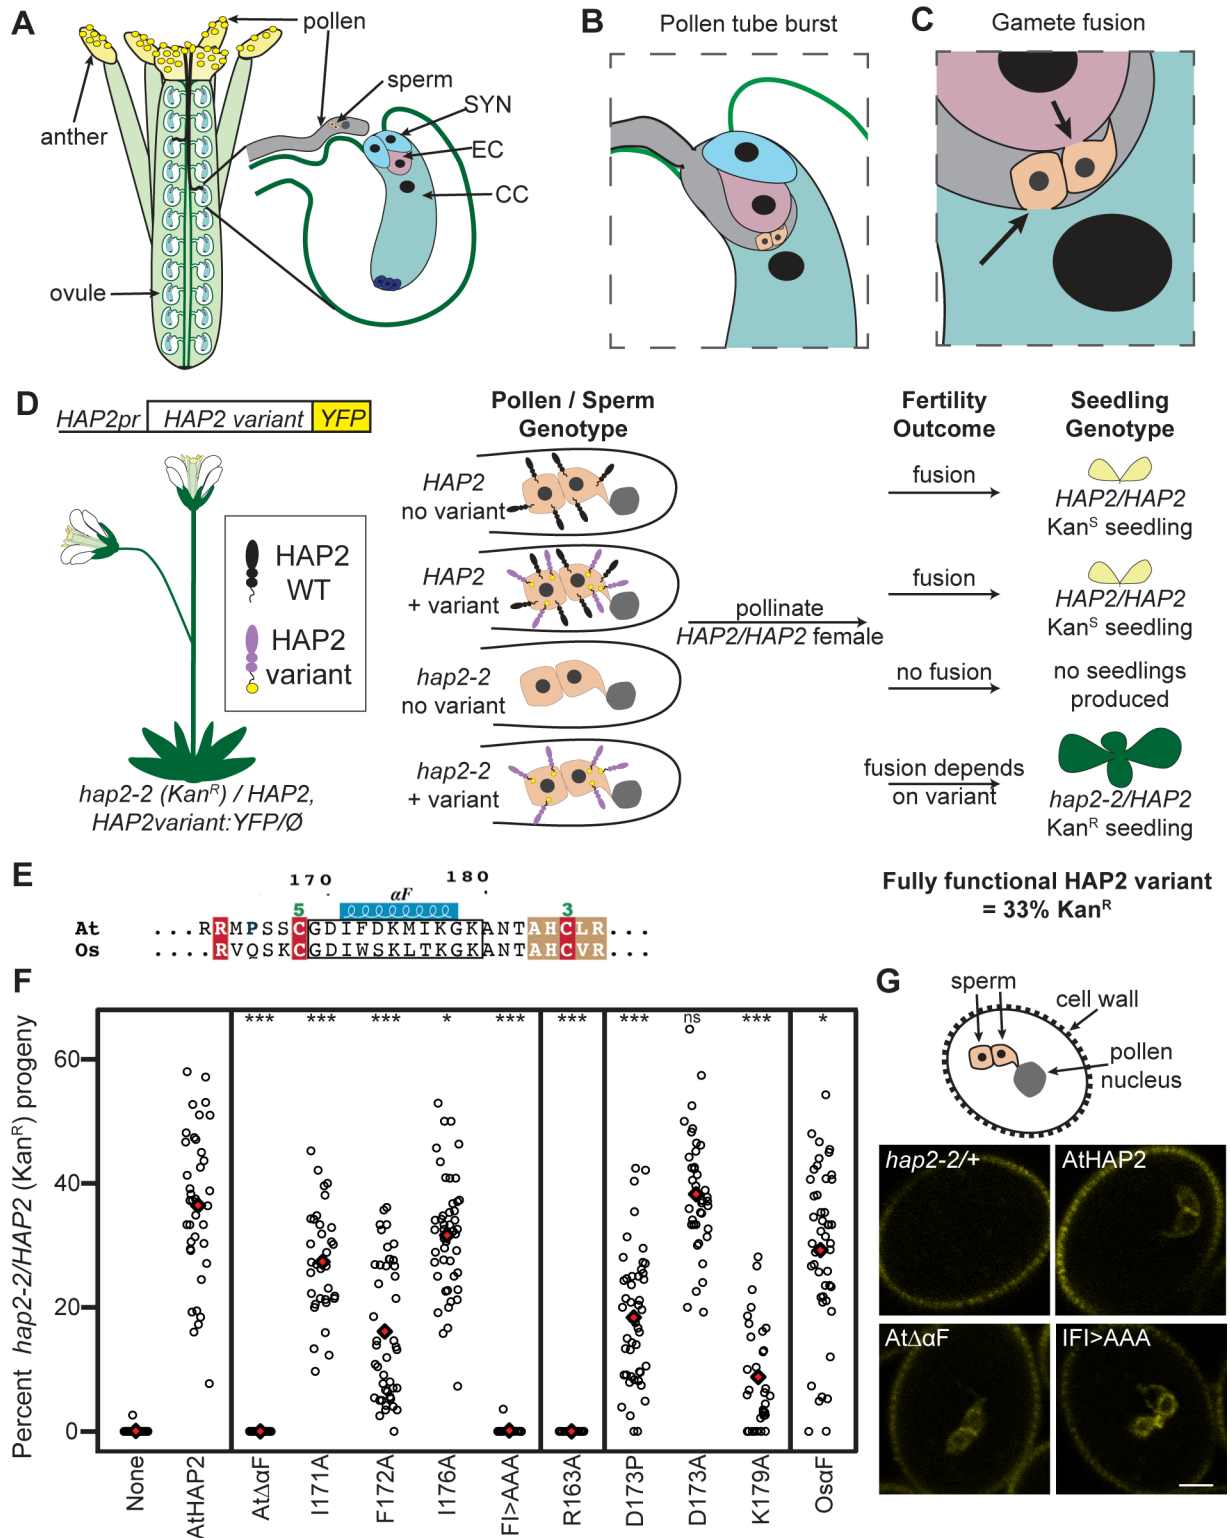 A
pollen
sperm
SYN
EC
CC
anther
ovule
B
Pollen tube burst
C
Gamete fusion
D
HAP2pr
HAP2 variant
YFP
HAP2
WT
HAP2
variant
hap2-2 (Kan^R) / HAP2,
HAP2variant:YFP/Ø
Pollen / Sperm
Genotype
HAP2
no variant
HAP2
+ variant
hap2-2
no variant
hap2-2
+ variant
pollinate
HAP2/HAP2 female
Fertility
Outcome
fusion
fusion
no fusion
fusion depends
on variant
Seedling
Genotype
HAP2/HAP2
Kan^S seedling
HAP2/HAP2
Kan^S seedling
no seedlings
produced
hap2-2/HAP2
Kan^R seedling
Fully functional HAP2 variant
= 33% Kan^R
E
170
180
αF
5
3
At
...RRMPSSCGDIFDKMIKGKANTAHCLR...
Os
....RVQSKCGDIWSKLTKGKANTAHCVR...
F
Percent hap2-2/HAP2 (Kan^R) progeny
60
40
20
0
*** *** *** * *** *** *** ns *** *
None
AtHAP2
AtΔαF
I171A
F172A
I176A
FI>AAA
R163A
D173P
D173A
K179A
OsαF
G
sperm
cell wall
pollen
nucleus
hap2-2/+
AtHAP2
AtΔαF
IFI>AAA